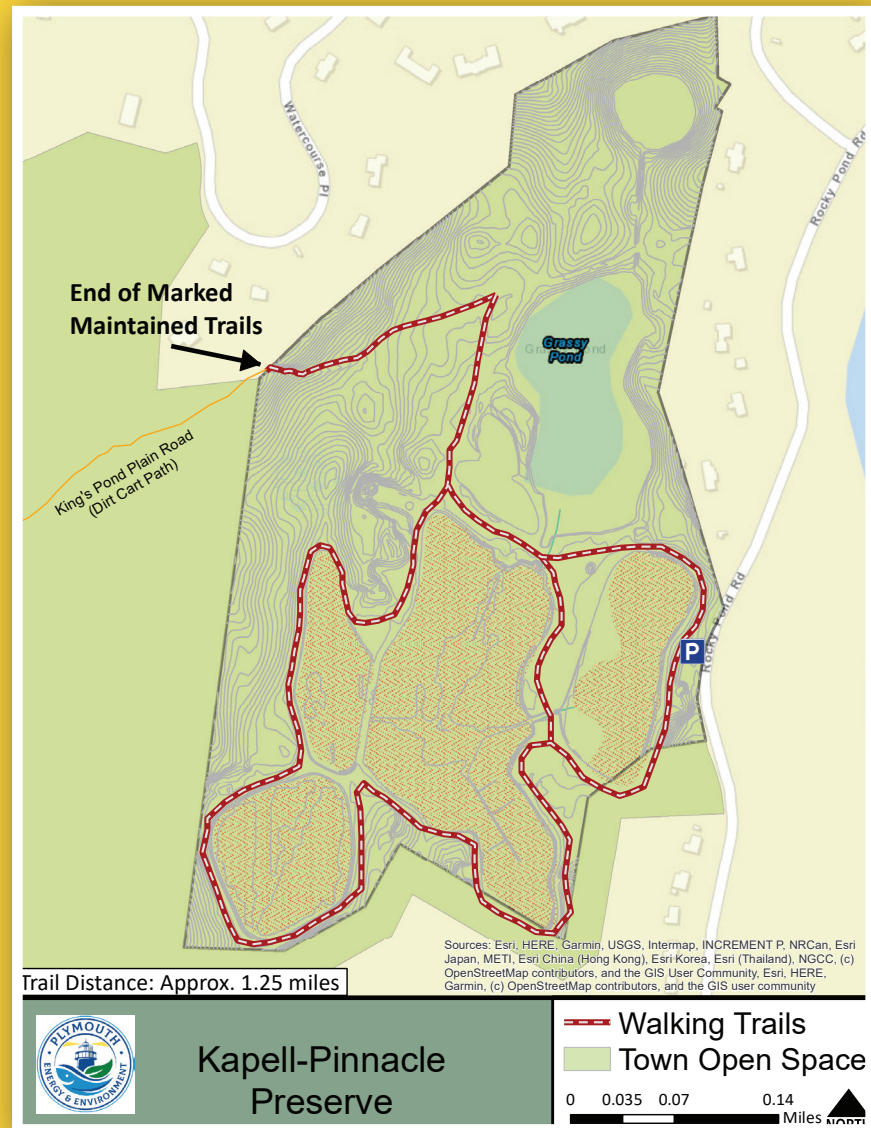 Watercourse Pl
Rocky Pond Rd
End of Marked
Maintained Trails
Grassy Pond
Grassy
Pond
King's Pond Plain Road
(Dirt Cart Path)
P
Rocky Pond Rd
Sources: Esri, HERE, Garmin, USGS, Intermap, INCREMENT P, NRCan, Esri
Japan, METI, Esri China (Hong Kong), Esri Korea, Esri (Thailand), NGCC, (c)
OpenStreetMap contributors, and the GIS User Community, Esri, HERE,
Garmin, (c) OpenStreetMap contributors, and the GIS user community
Trail Distance: Approx. 1.25 miles
PLYMOUTH
ENERGY & ENVIRONMENT
Kapell-Pinnacle
Preserve
Walking Trails
Town Open Space
0 0.035 0.07 0.14
Miles
NORTH